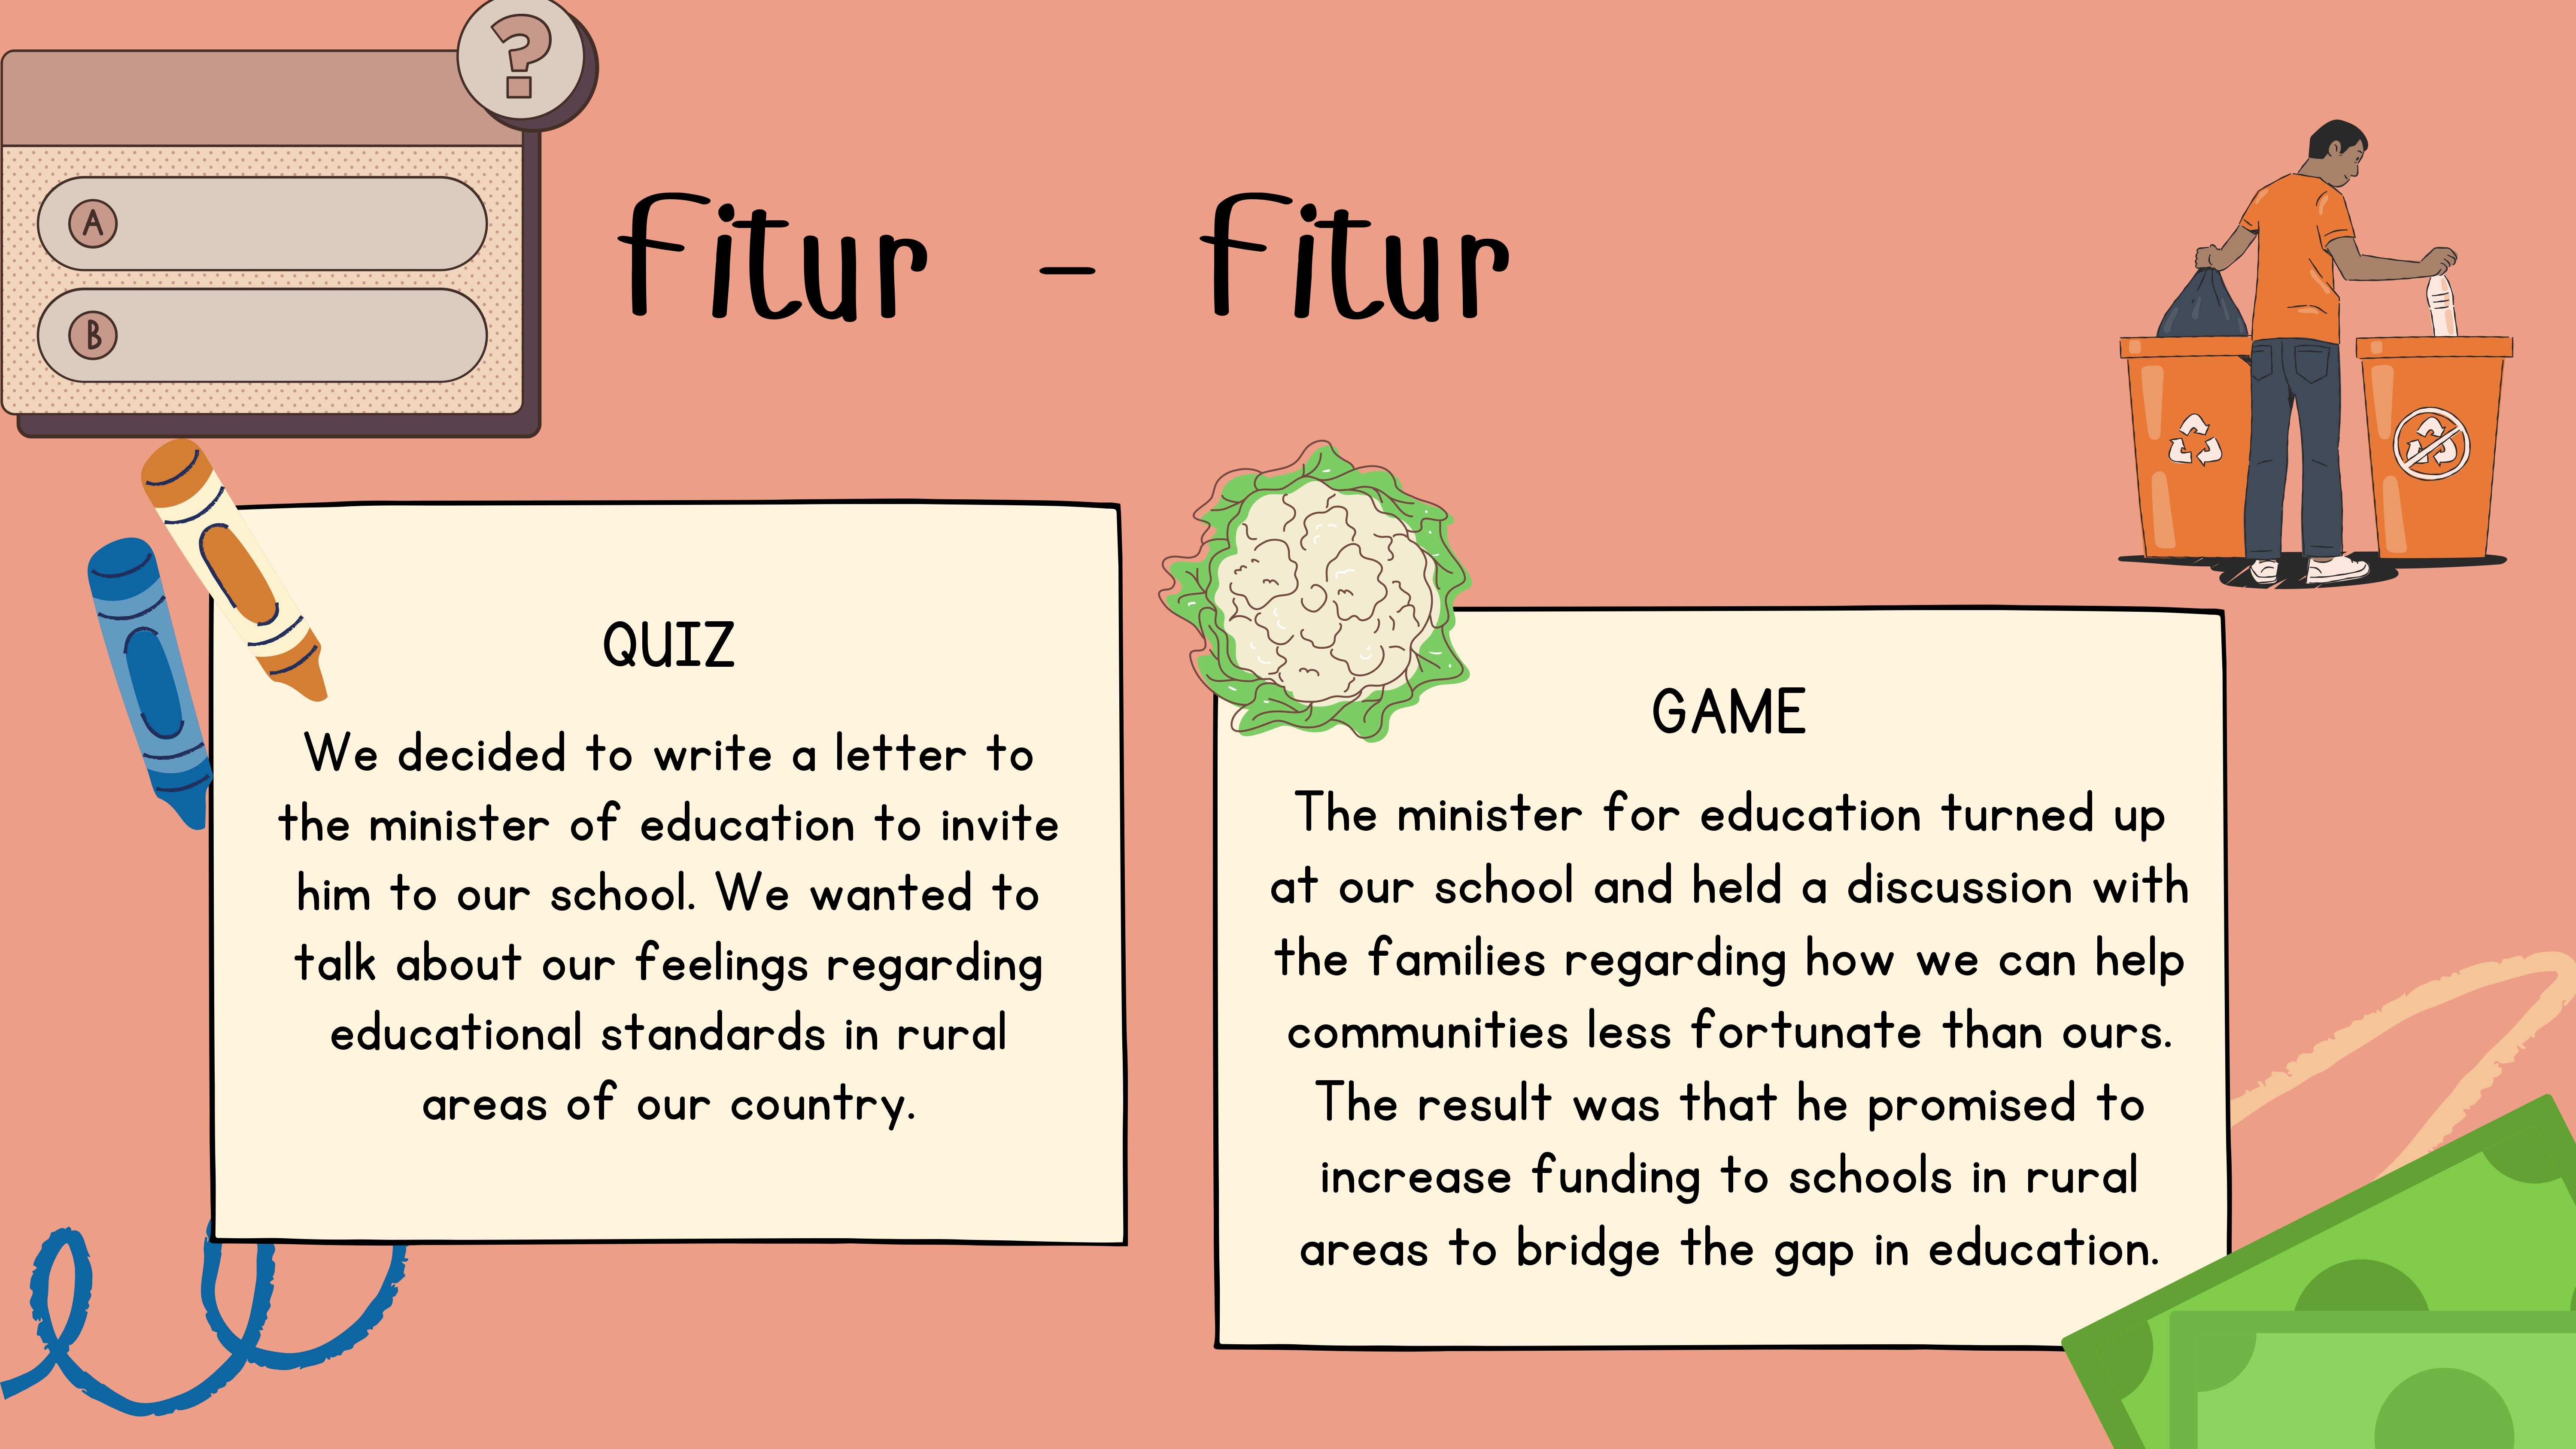 ?
A
B
Fitur - Fitur
QUIZ
We decided to write a letter to
the minister of education to invite
him to our school. We wanted to
talk about our feelings regarding
educational standards in rural
areas of our country.
GAME
The minister for education turned up
at our school and held a discussion with
the families regarding how we can help
communities less fortunate than ours.
The result was that he promised to
increase funding to schools in rural
areas to bridge the gap in education.